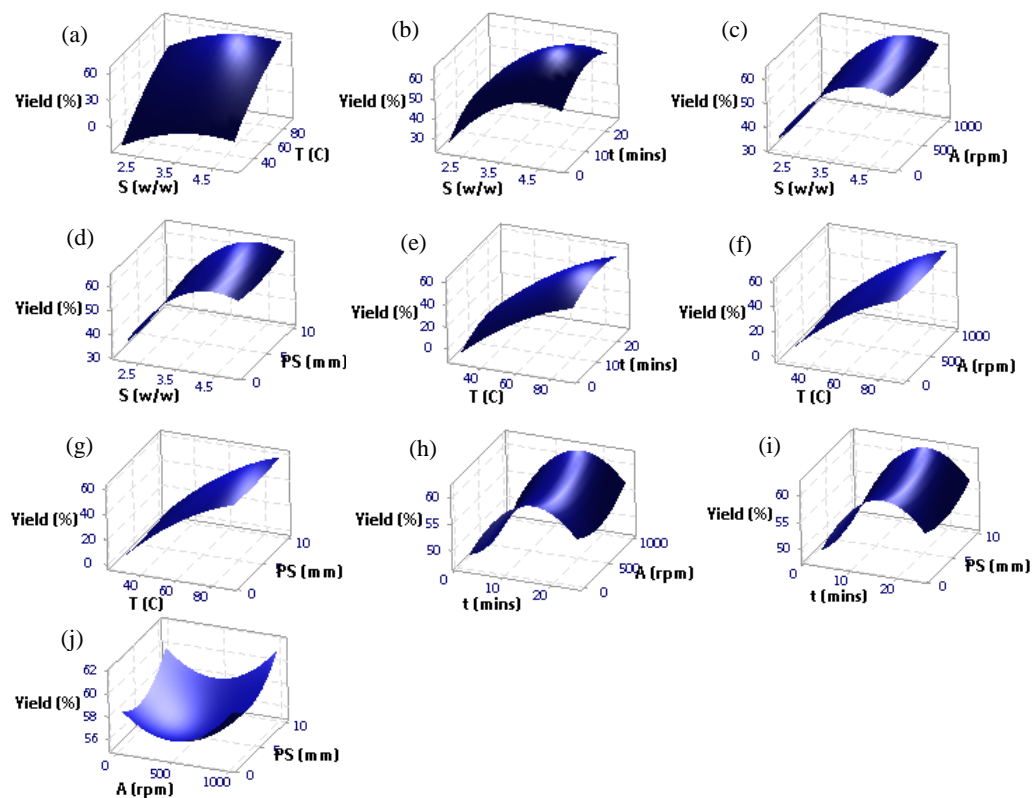 (a)
60
Yield (%)
30
0
2.5
3.5
4.5
S (w/w)
40
60
80
T (C)
(b)
60
Yield (%)
50
40
30
2.5
3.5
4.5
S (w/w)
0
10
20
t (mins)
(c)
60
Yield (%)
50
40
30
2.5
3.5
4.5
S (w/w)
0
500
1000
A (rpm)
(d)
60
Yield (%)
50
40
30
2.5
3.5
4.5
S (w/w)
0
5
10
PS (mm)
(e)
60
Yield (%)
40
20
0
40
60
80
T (C)
0
10
20
t (mins)
(f)
60
Yield (%)
40
20
0
40
60
80
T (C)
0
500
1000
A (rpm)
(g)
60
Yield (%)
40
20
0
40
60
80
T (C)
0
5
10
PS (mm)
(h)
60
Yield (%)
55
50
0
10
20
t (mins)
0
500
1000
A (rpm)
(i)
60
Yield (%)
55
50
0
10
20
t (mins)
0
5
10
PS (mm)
(j)
62
60
Yield (%)
58
56
0
500
1000
A (rpm)
0
5
10
PS (mm)